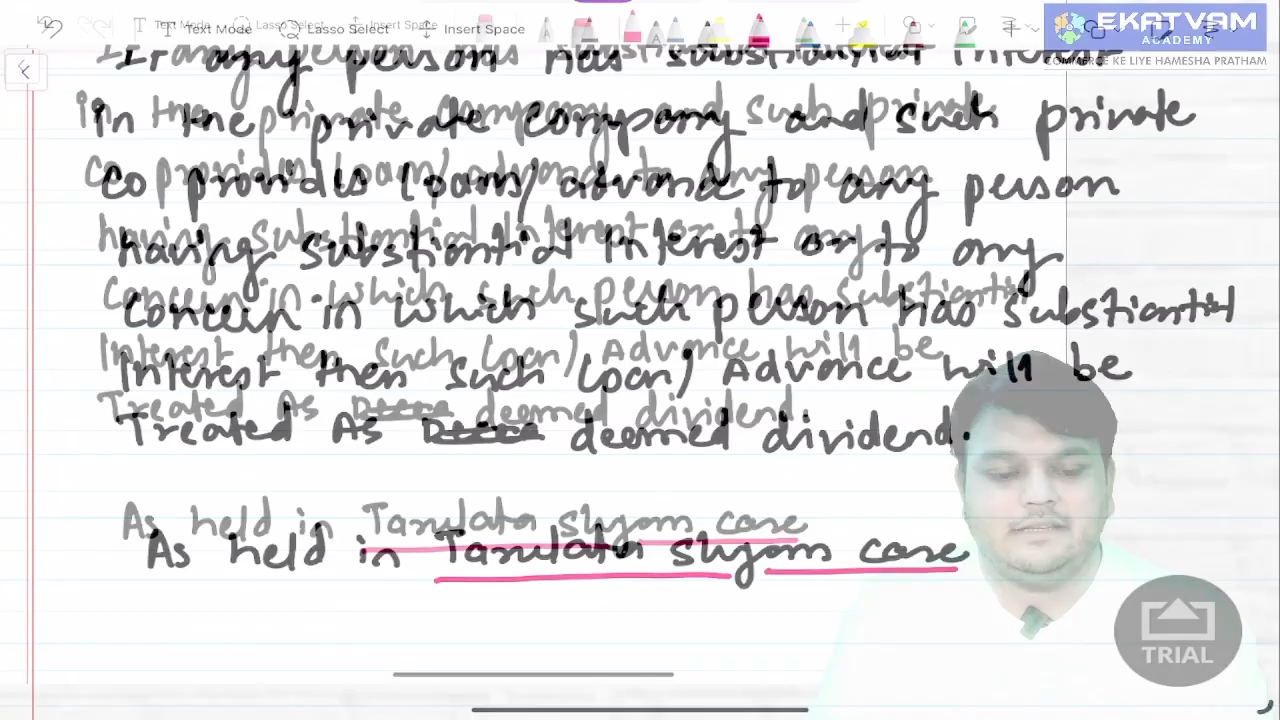 Text Mode Lasso Select Insert Space
EKATVAM
ACADEMY
COMMERCE KE LIYE HAMESHA PRATHAM
If any person has substantial Interest
in the private company and such private
co provides loans/ advance to any person
having substiantial Interest or to any
concern in which such person has substiantial
Interest then such Loan/ Advance will be
Treated As deemed dividend.
As held in Tarulata shyam case
TRIAL